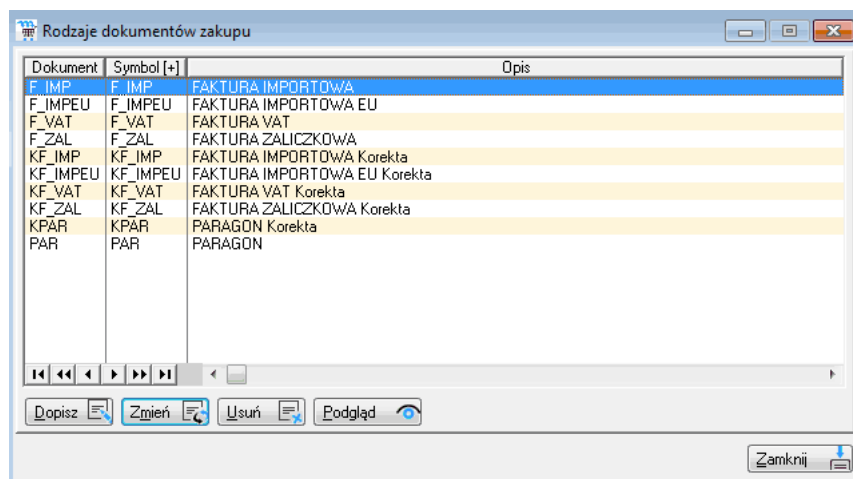 Rodzaje dokumentów zakupu
Dokument Symbol [+] Opis
F_IMP F_IMP FAKTURA IMPORTOWA
F_IMPEU F_IMPEU FAKTURA IMPORTOWA EU
F_VAT F_VAT FAKTURA VAT
F_ZAL F_ZAL FAKTURA ZALICZKOWA
KF_IMP KF_IMP FAKTURA IMPORTOWA Korekta
KF_IMPEU KF_IMPEU FAKTURA IMPORTOWA EU Korekta
KF_VAT KF_VAT FAKTURA VAT Korekta
KF_ZAL KF_ZAL FAKTURA ZALICZKOWA Korekta
KPAR KPAR PARAGON Korekta
PAR PAR PARAGON
Dopisz Zmień Usuń Podgląd
Zamknij